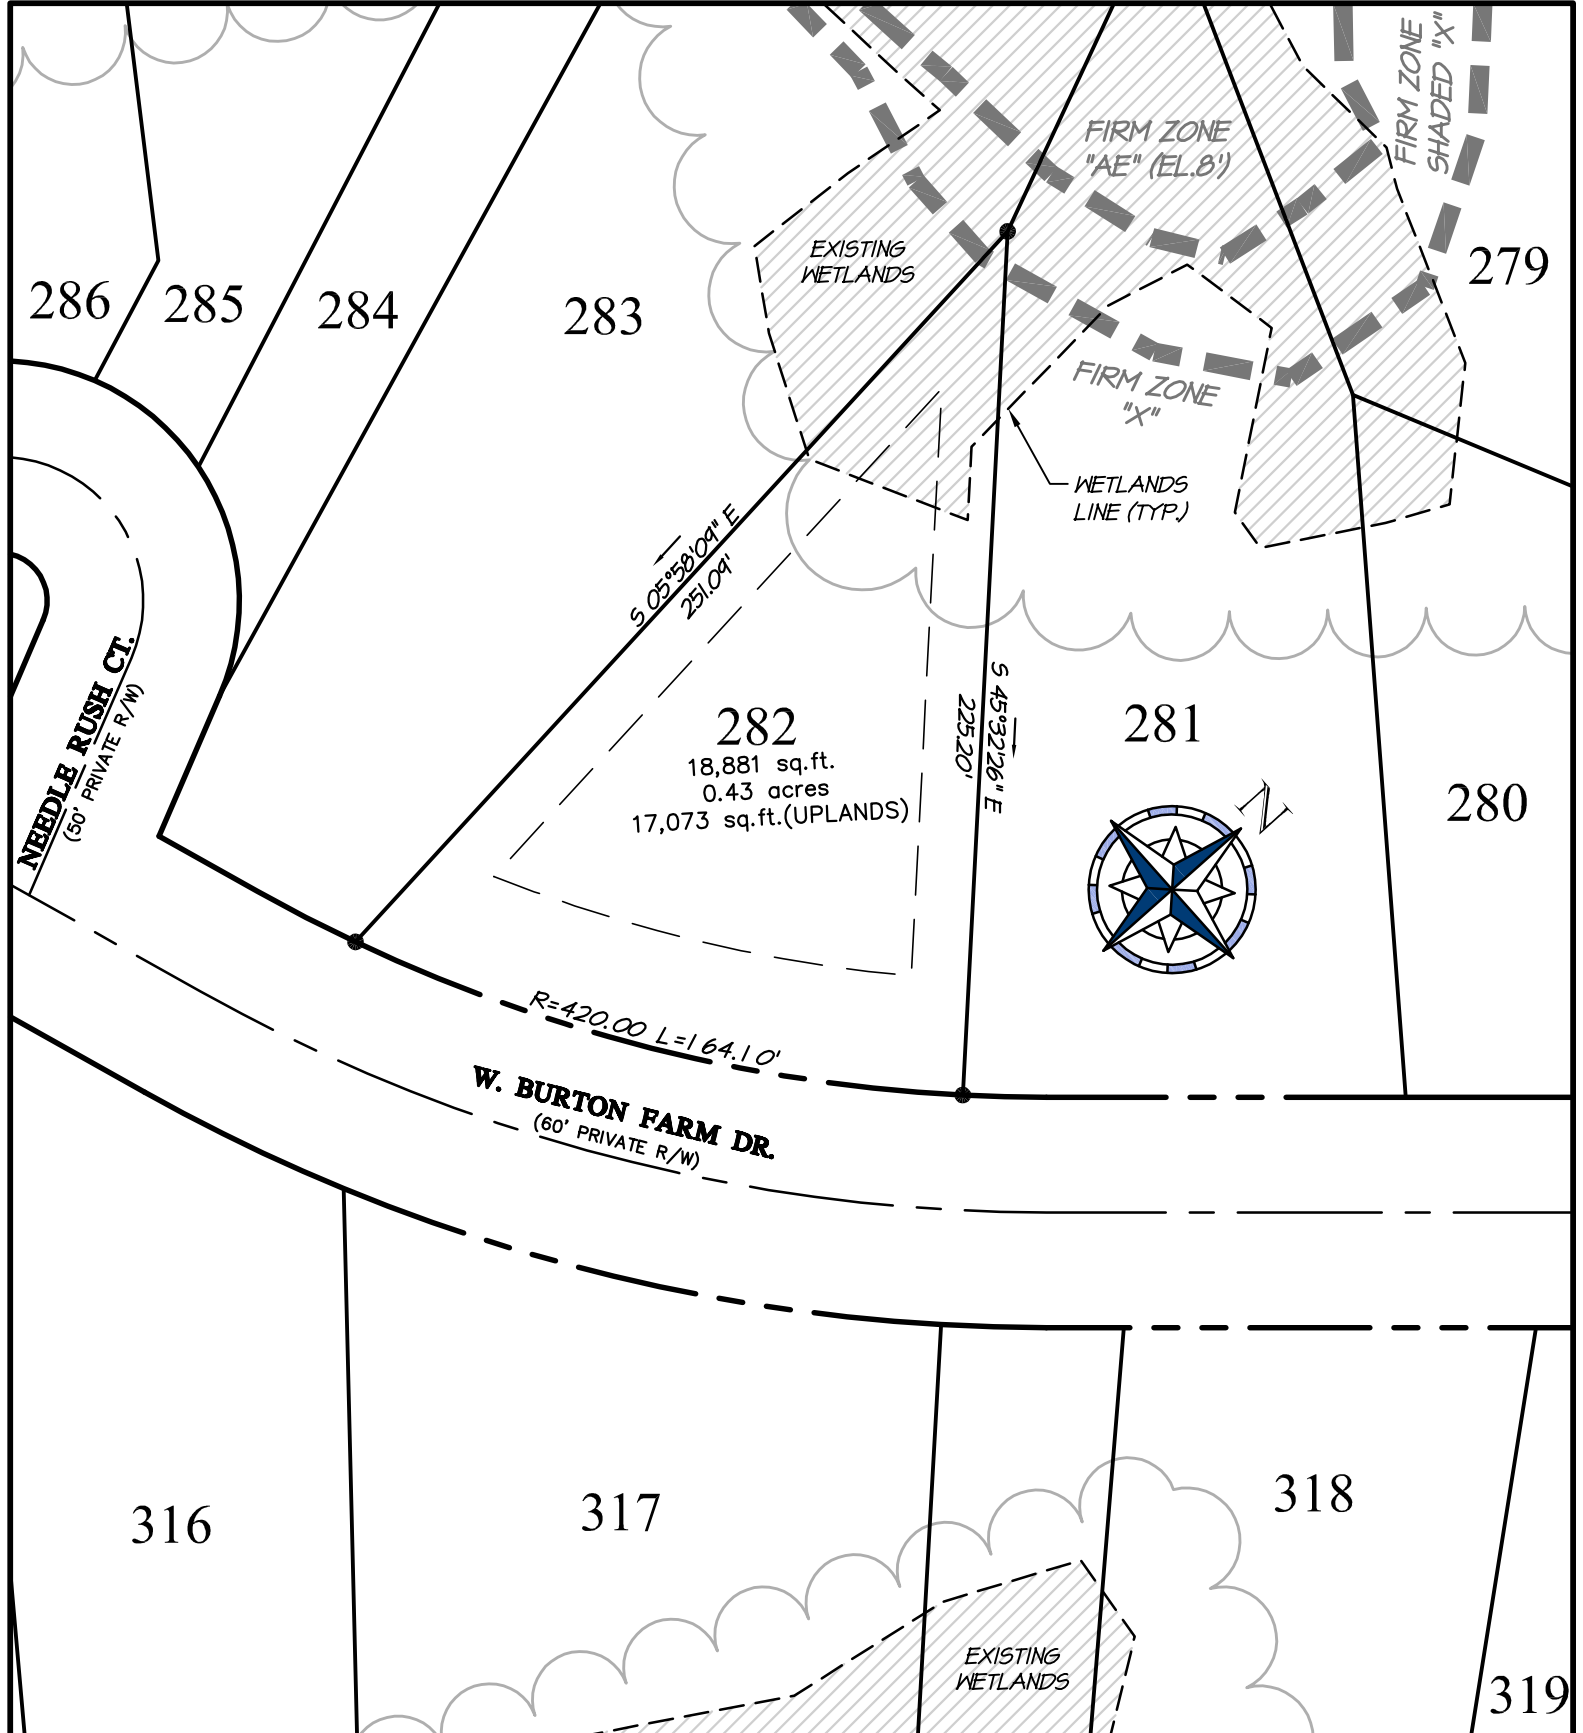 FIRM ZONE
SHADED "X"
FIRM ZONE
"AE" (EL.8')
EXISTING
WETLANDS
279
286
285
284
283
FIRM ZONE
"X"
WETLANDS
LINE (TYP.)
S 05°58'09" E
251.09'
NEEDLE RUSH CT.
(50' PRIVATE R/W)
282
18,881 sq.ft.
0.43 acres
17,073 sq.ft.(UPLANDS)
S 45°32'26" E
225.20'
281
280
N
R=420.00 L=164.10'
W. BURTON FARM DR.
(60' PRIVATE R/W)
316
317
318
EXISTING
WETLANDS
319